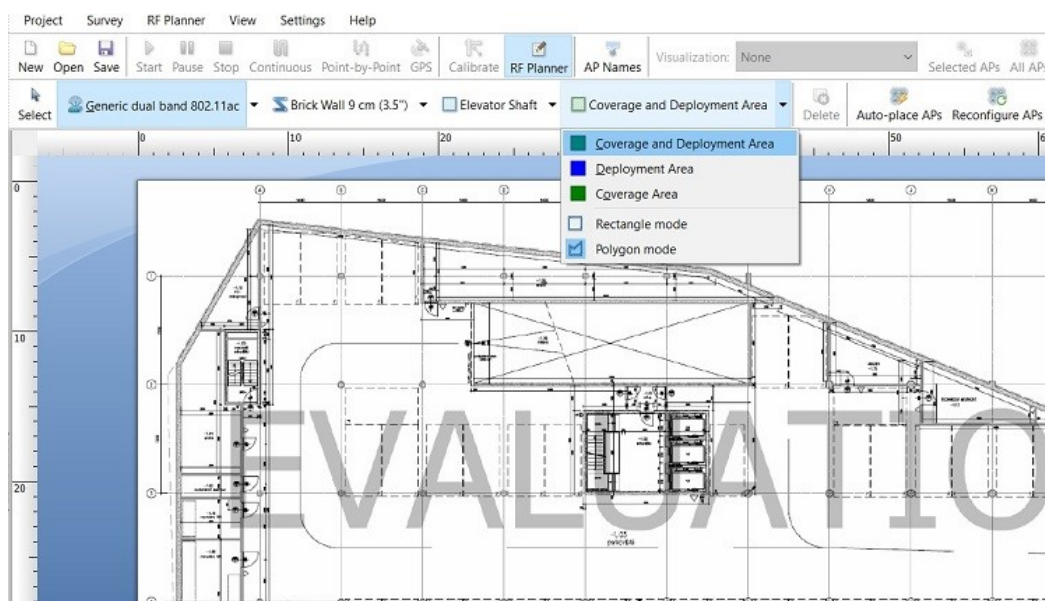 Project Survey RF Planner View Settings Help
New Open Save Start Pause Stop Continuous Point-by-Point GPS Calibrate RF Planner AP Names Visualization: None Selected APs All APs
Select Generic dual band 802.11ac Brick Wall 9 cm (3.5") Elevator Shaft Coverage and Deployment Area Delete Auto-place APs Reconfigure APs
0 10 20 50
Coverage and Deployment Area
Deployment Area
Coverage Area
Rectangle mode
Polygon mode
0
10
20
EVALUATIO